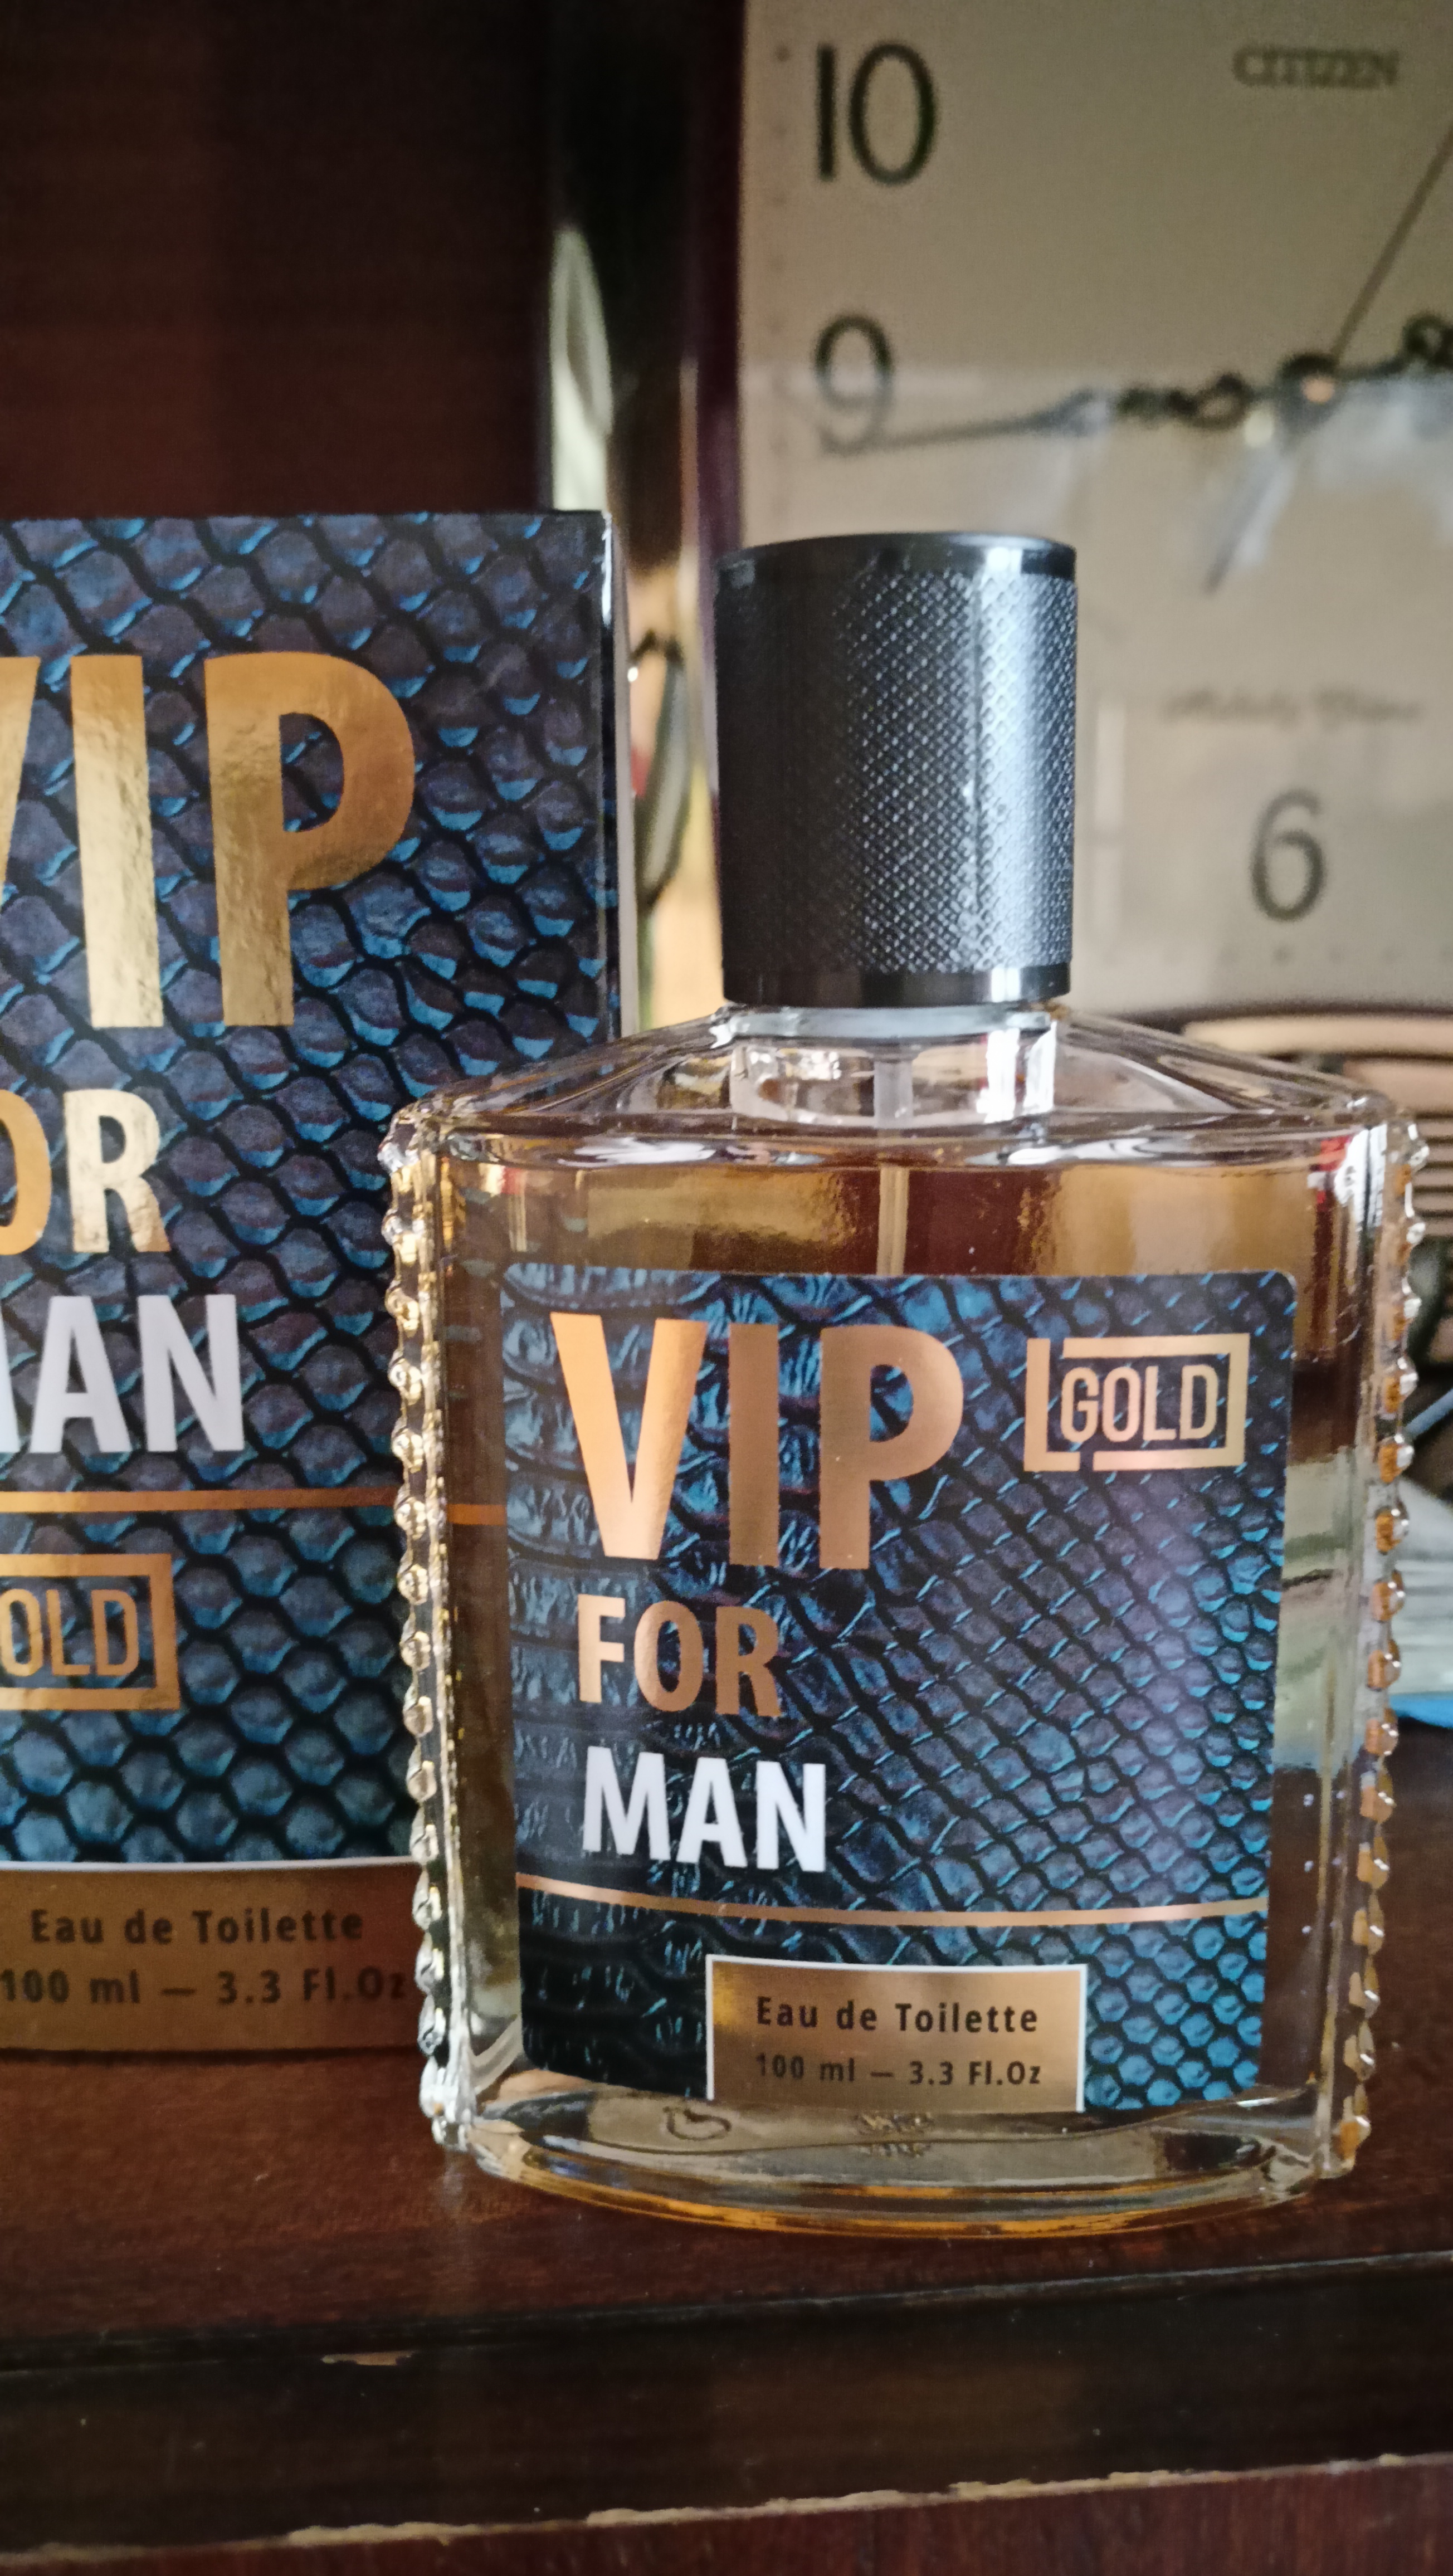 10
CITIZEN
9
6
VIP
OR
MAN
OLD
Eau de Toilette
100 ml — 3.3 Fl.Oz
VIP GOLD
FOR
MAN
Eau de Toilette
100 ml — 3.3 Fl.Oz